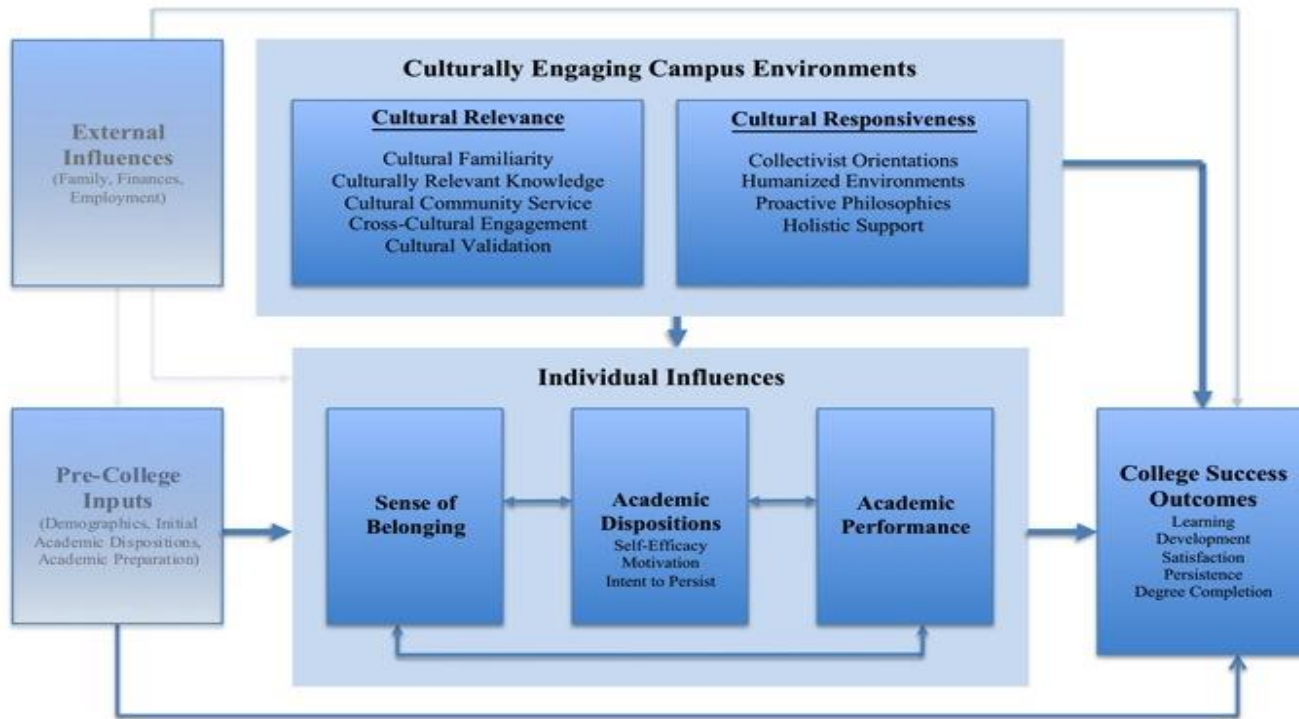 Culturally Engaging Campus Environments
External
Influences
(Family, Finances,
Employment)
Cultural Relevance
Cultural Familiarity
Culturally Relevant Knowledge
Cultural Community Service
Cross-Cultural Engagement
Cultural Validation
Cultural Responsiveness
Collectivist Orientations
Humanized Environments
Proactive Philosophies
Holistic Support
Individual Influences
Pre-College
Inputs
(Demographics, Initial
Academic Dispositions,
Academic Preparation)
Sense of
Belonging
Academic
Dispositions
Self-Efficacy
Motivation
Intent to Persist
Academic
Performance
College Success
Outcomes
Learning
Development
Satisfaction
Persistence
Degree Completion